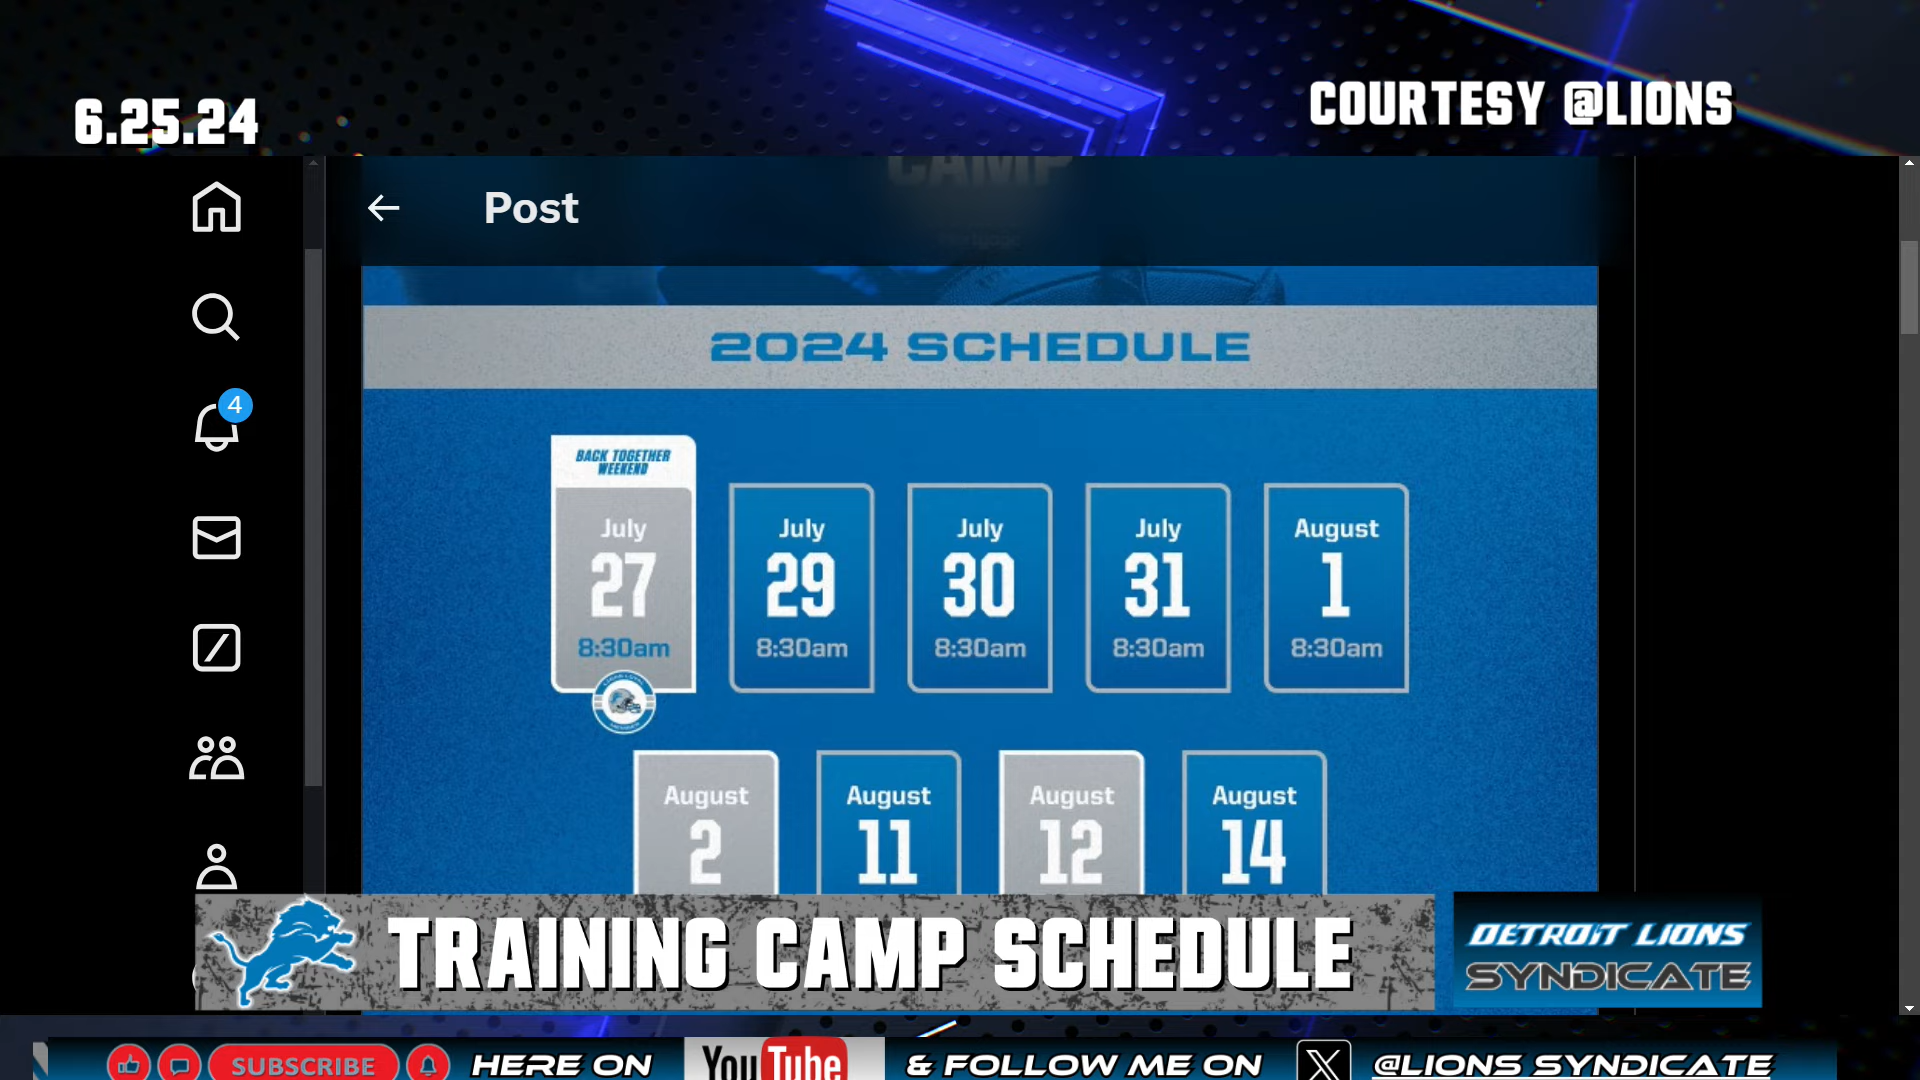 6.25.24
COURTESY @LIONS
CAMP
Post
4
2024 SCHEDULE
BACK TOGETHER
WEEKEND
July
27
8:30am
July
29
8:30am
July
30
8:30am
July
31
8:30am
August
1
8:30am
August
2
August
11
August
12
August
14
TRAINING CAMP SCHEDULE
DETROIT LIONS
SYNDICATE
SUBSCRIBE
HERE ON
YouTube
& FOLLOW ME ON
X
@LIONS SYNDICATE